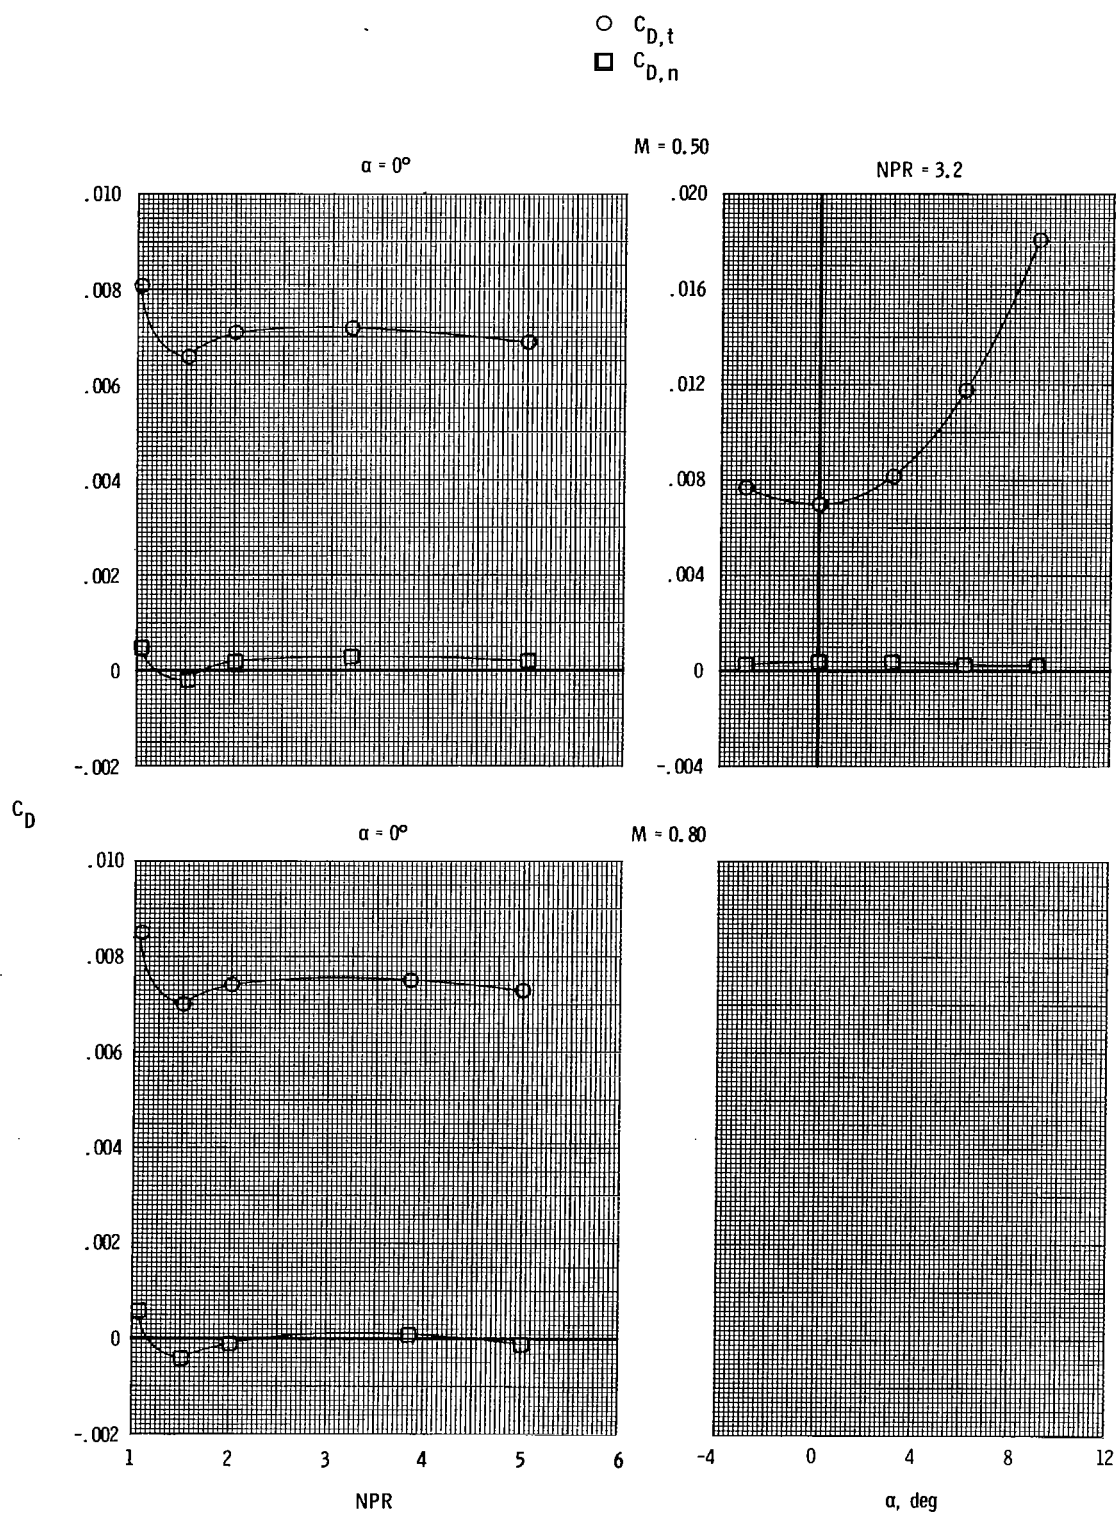 C_D,t
C_D,n
M = 0.50
α = 0°
NPR = 3.2
.010
.008
.006
.004
.002
0
-.002
.020
.016
.012
.008
.004
0
-.004
C_D
α = 0°
M = 0.80
.010
.008
.006
.004
.002
0
-.002
1 2 3 4 5 6
NPR
-4 0 4 8 12
α, deg